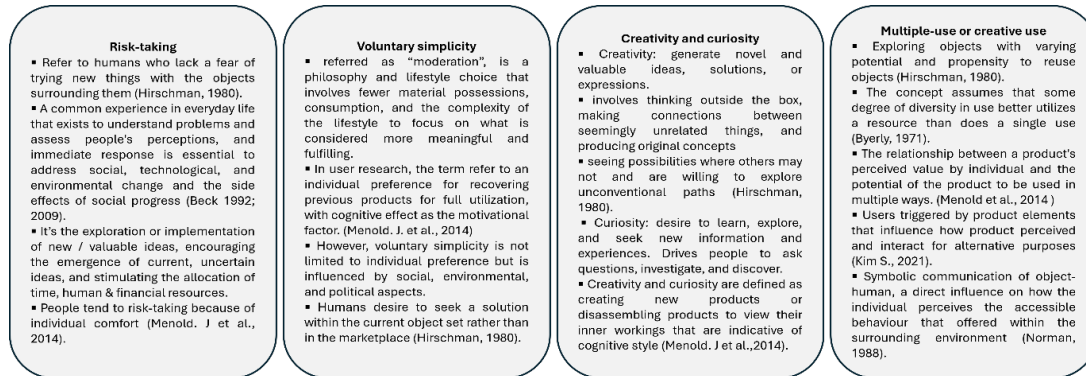 Risk-taking
▪ Refer to humans who lack a fear of
trying new things with the objects
surrounding them (Hirschman, 1980).
▪ A common experience in everyday life
that exists to understand problems and
assess people's perceptions, and
immediate response is essential to
address social, technological, and
environmental change and the side
effects of social progress (Beck 1992;
2009).
▪ It's the exploration or implementation
of new / valuable ideas, encouraging
the emergence of current, uncertain
ideas, and stimulating the allocation of
time, human & financial resources.
▪ People tend to risk-taking because of
individual comfort (Menold. J et al.,
2014).
Voluntary simplicity
▪ referred as “moderation”, is a
philosophy and lifestyle choice that
involves fewer material possessions,
consumption, and the complexity of
the lifestyle to focus on what is
considered more meaningful and
fulfilling.
▪ In user research, the term refer to an
individual preference for recovering
previous products for full utilization,
with cognitive effect as the motivational
factor. (Menold. J. et al., 2014)
▪ However, voluntary simplicity is not
limited to individual preference but is
influenced by social, environmental,
and political aspects.
▪ Humans desire to seek a solution
within the current object set rather than
in the marketplace (Hirschman, 1980).
Creativity and curiosity
▪ Creativity: generate novel and
valuable ideas, solutions, or
expressions.
▪ involves thinking outside the box,
making connections between
seemingly unrelated things, and
producing original concepts
▪ seeing possibilities where others may
not and are willing to explore
unconventional paths (Hirschman,
1980).
▪ Curiosity: desire to learn, explore,
and seek new information and
experiences. Drives people to ask
questions, investigate, and discover.
▪ Creativity and curiosity are defined as
creating new products or
disassembling products to view their
inner workings that are indicative of
cognitive style (Menold. J et al.,2014).
Multiple-use or creative use
▪ Exploring objects with varying
potential and propensity to reuse
objects (Hirschman, 1980).
▪ The concept assumes that some
degree of diversity in use better utilizes
a resource than does a single use
(Byerly, 1971).
▪ The relationship between a product's
perceived value by individual and the
potential of the product to be used in
multiple ways. (Menold et al., 2014 )
▪ Users triggered by product elements
that influence how product perceived
and interact for alternative purposes
(Kim S., 2021).
▪ Symbolic communication of object-
human, a direct influence on how the
individual perceives the accessible
behaviour that offered within the
surrounding environment (Norman,
1988).